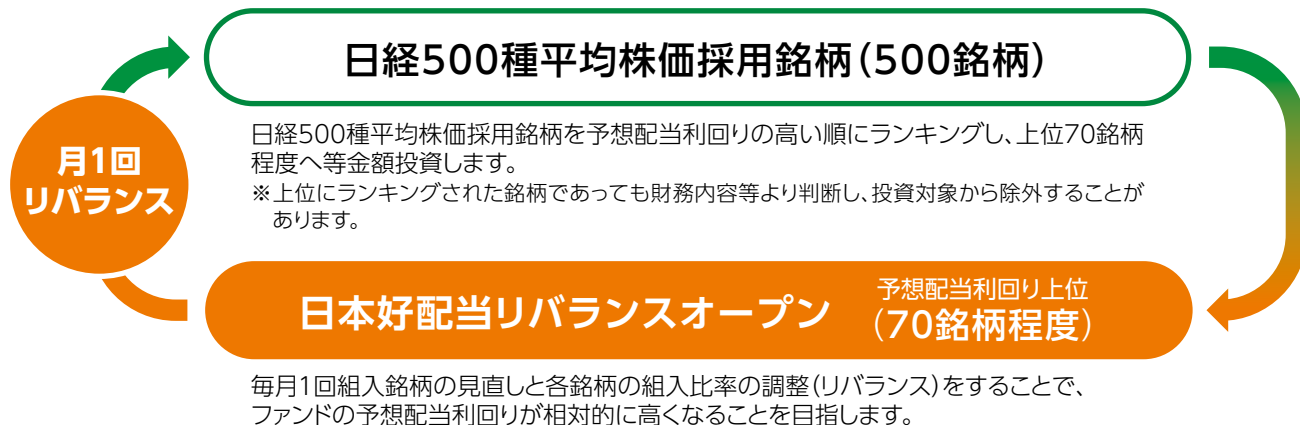 日経500種平均株価採用銘柄(500銘柄)
日経500種平均株価採用銘柄を予想配当利回りの高い順にランキングし、上位70銘柄
程度へ等金額投資します。
※上位にランキングされた銘柄であっても財務内容等より判断し、投資対象から除外することが
あります。
月1回
リバランス
日本好配当リバランスオープン
予想配当利回り上位
(70銘柄程度)
毎月1回組入銘柄の見直しと各銘柄の組入比率の調整(リバランス)をすることで、
ファンドの予想配当利回りが相対的に高くなることを目指します。